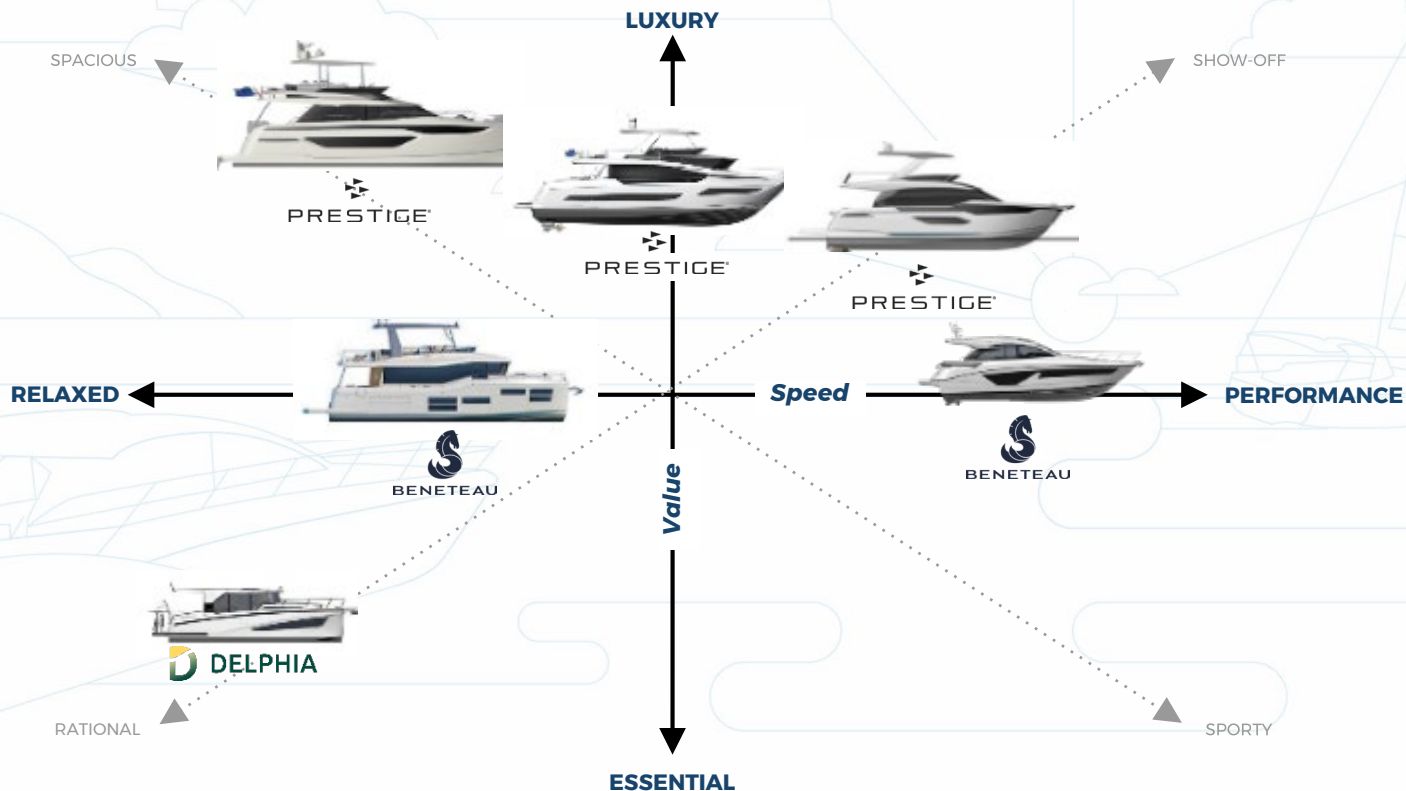 LUXURY
SPACIOUS
SHOW-OFF
PRESTIGE
PRESTIGE
PRESTIGE
RELAXED
Speed
PERFORMANCE
BENETEAU
BENETEAU
Value
DELPHIA
RATIONAL
SPORTY
ESSENTIAL